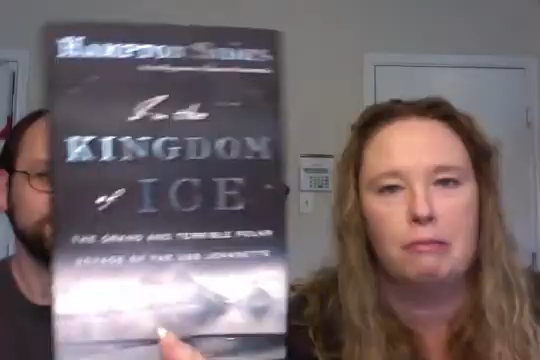 HAMPTON SIDES
In the
KINGDOM
of ICE
THE GRAND AND TERRIBLE POLAR
VOYAGE OF THE USS JEANNETTE